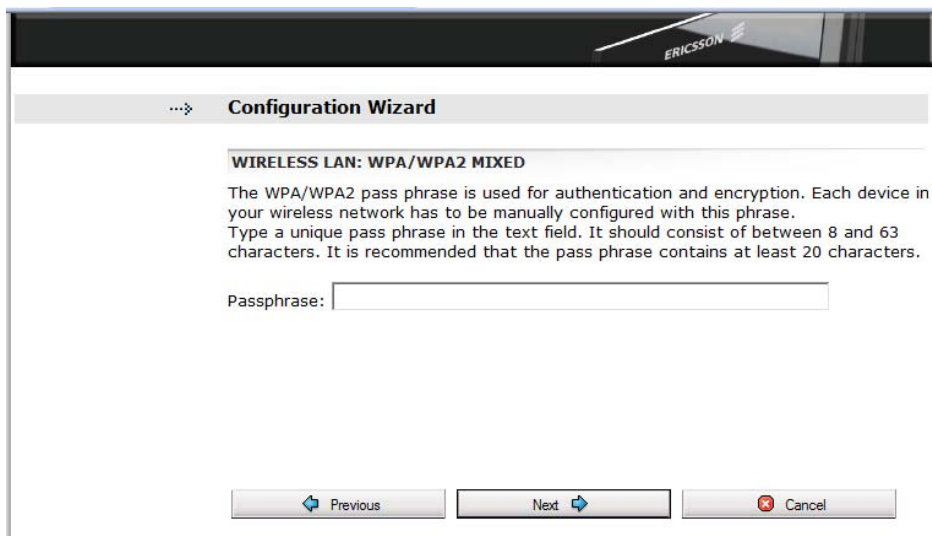 ERICSSON
Configuration Wizard
WIRELESS LAN: WPA/WPA2 MIXED
The WPA/WPA2 pass phrase is used for authentication and encryption. Each device in
your wireless network has to be manually configured with this phrase.
Type a unique pass phrase in the text field. It should consist of between 8 and 63
characters. It is recommended that the pass phrase contains at least 20 characters.
Passphrase:
Previous
Next
Cancel